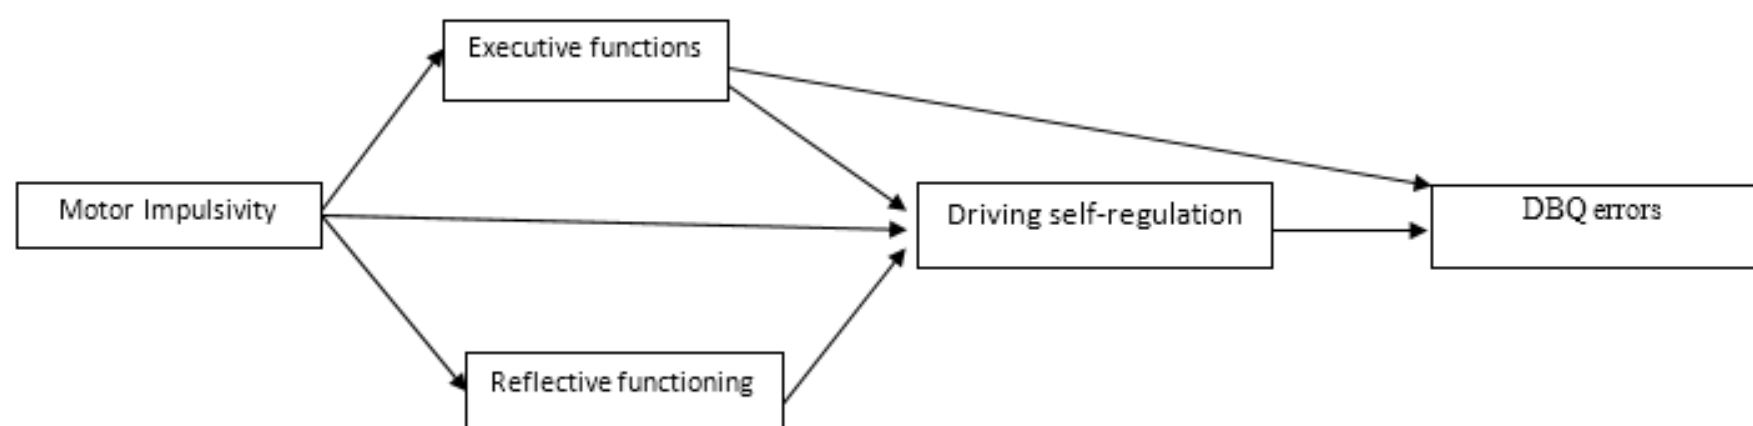 Executive functions
Motor Impulsivity
Driving self-regulation
DBQ errors
Reflective functioning